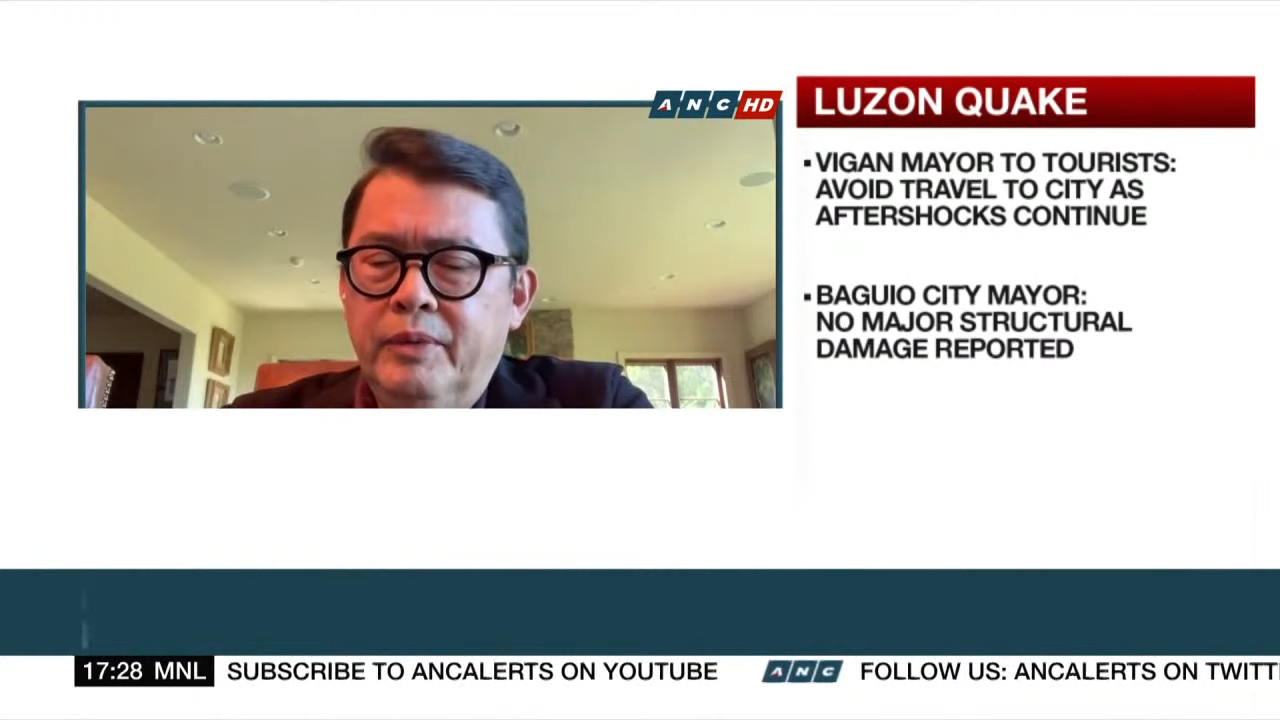 ANC HD
LUZON QUAKE
▪ VIGAN MAYOR TO TOURISTS:
AVOID TRAVEL TO CITY AS
AFTERSHOCKS CONTINUE
▪ BAGUIO CITY MAYOR:
NO MAJOR STRUCTURAL
DAMAGE REPORTED
17:28 MNL SUBSCRIBE TO ANCALERTS ON YOUTUBE ANC FOLLOW US: ANCALERTS ON TWITT